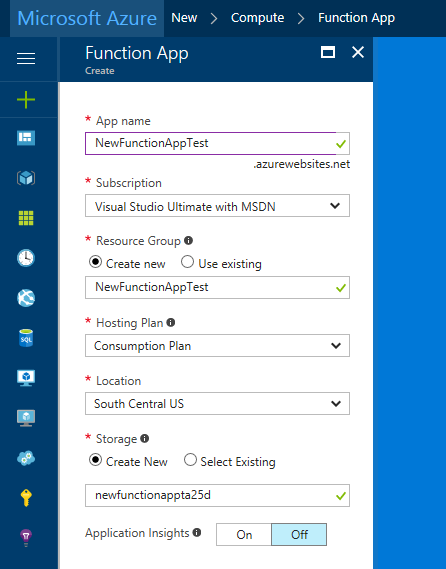 Microsoft Azure New > Compute > Function App
Function App
Create
* App name
NewFunctionAppTest
.azurewebsites.net
* Subscription
Visual Studio Ultimate with MSDN
* Resource Group
Create new Use existing
NewFunctionAppTest
* Hosting Plan
Consumption Plan
* Location
South Central US
* Storage
Create New Select Existing
newfunctionappta25d
Application Insights On Off
SQL